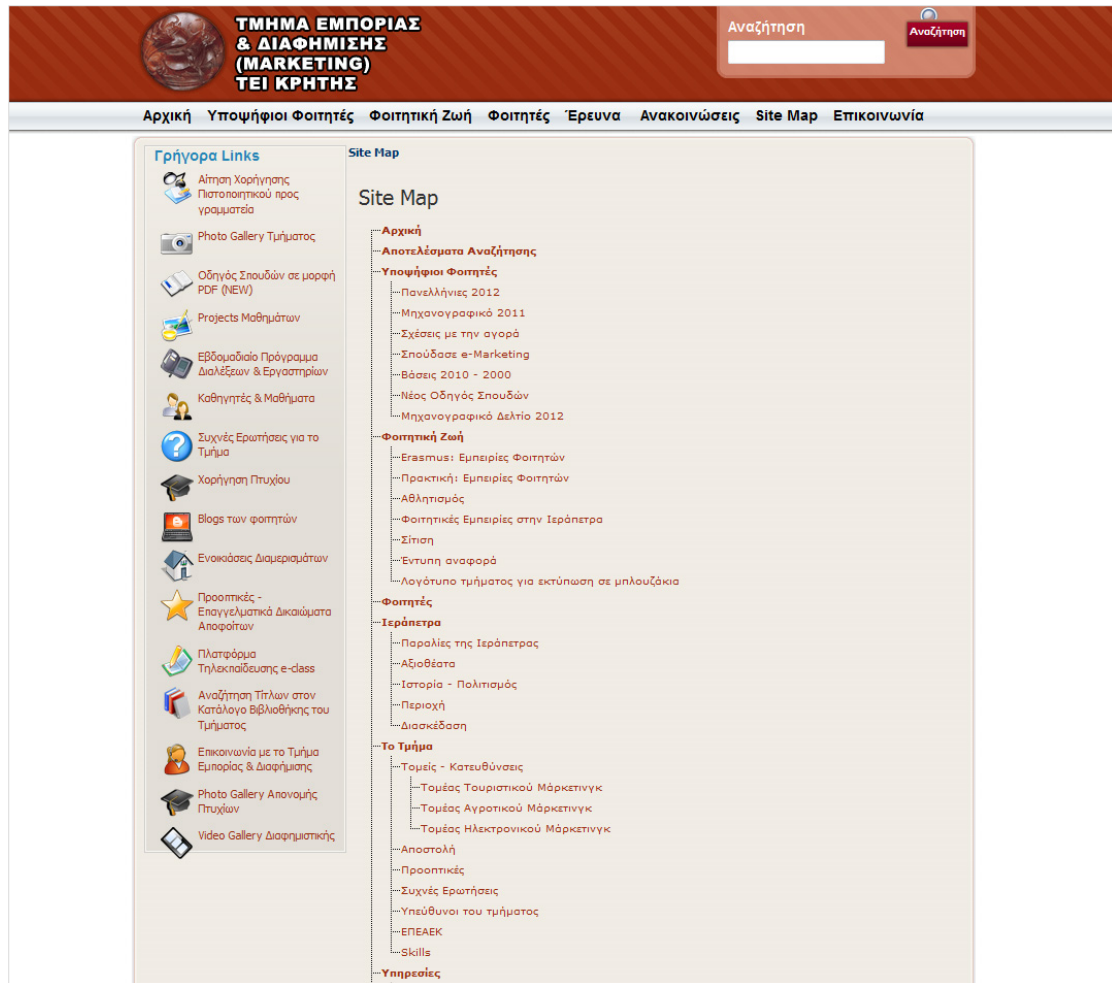 ΤΜΗΜΑ ΕΜΠΟΡΙΑΣ
& ΔΙΑΦΗΜΙΣΗΣ
(MARKETING)
ΤΕΙ ΚΡΗΤΗΣ
Αναζήτηση
Αναζήτηση
Αρχική Υποψήφιοι Φοιτητές Φοιτητική Ζωή Φοιτητές Έρευνα Ανακοινώσεις Site Map Επικοινωνία
Γρήγορα Links
Αίτηση Χορήγησης
Πιστοποιητικού προς
γραμματεία
Photo Gallery Τμήματος
Οδηγός Σπουδών σε μορφή
PDF (NEW)
Projects Μαθημάτων
Εβδομαδιαίο Πρόγραμμα
Διαλέξεων & Εργαστηρίων
Καθηγητές & Μαθήματα
Συχνές Ερωτήσεις για το
Τμήμα
Χορήγηση Πτυχίου
Blogs των φοιτητών
Ενοικιάσεις Διαμερισμάτων
Προοπτικές -
Επαγγελματικά Δικαιώματα
Αποφοίτων
Πλατφόρμα
Τηλεκπαίδευσης e-class
Αναζήτηση Τίτλων στον
Κατάλογο Βιβλιοθήκης του
Τμήματος
Επικοινωνία με το Τμήμα
Εμπορίας & Διαφήμισης
Photo Gallery Απονομής
Πτυχίων
Video Gallery Διαφημιστικής
Site Map
Site Map
Αρχική
Αποτελέσματα Αναζήτησης
Υποψήφιοι Φοιτητές
Πανελλήνιες 2012
Μηχανογραφικό 2011
Σχέσεις με την αγορά
Σπούδασε e-Marketing
Βάσεις 2010 - 2000
Νέος Οδηγός Σπουδών
Μηχανογραφικό Δελτίο 2012
Φοιτητική Ζωή
Erasmus: Εμπειρίες Φοιτητών
Πρακτική: Εμπειρίες Φοιτητών
Αθλητισμός
Φοιτητικές Εμπειρίες στην Ιεράπετρα
Σίτιση
Έντυπη αναφορά
Λογότυπο τμήματος για εκτύπωση σε μπλουζάκια
Φοιτητές
Ιεράπετρα
Παραλίες της Ιεράπετρας
Αξιοθέατα
Ιστορία - Πολιτισμός
Περιοχή
Διασκέδαση
Το Τμήμα
Τομείς - Κατευθύνσεις
Τομέας Τουριστικού Μάρκετινγκ
Τομέας Αγροτικού Μάρκετινγκ
Τομέας Ηλεκτρονικού Μάρκετινγκ
Αποστολή
Προοπτικές
Συχνές Ερωτήσεις
Υπεύθυνοι του τμήματος
ΕΠΕΑΕΚ
Skills
Υπηρεσίες